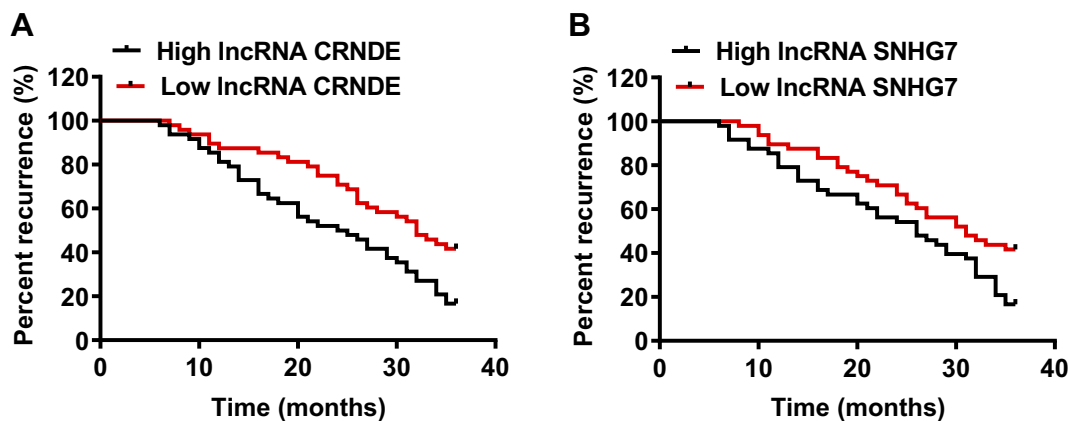 A
High lncRNA CRNDE
Low lncRNA CRNDE
Percent recurrence (%)
120
100
80
60
40
20
0
0 10 20 30 40
Time (months)
B
High lncRNA SNHG7
Low lncRNA SNHG7
Percent recurrence (%)
120
100
80
60
40
20
0
0 10 20 30 40
Time (months)